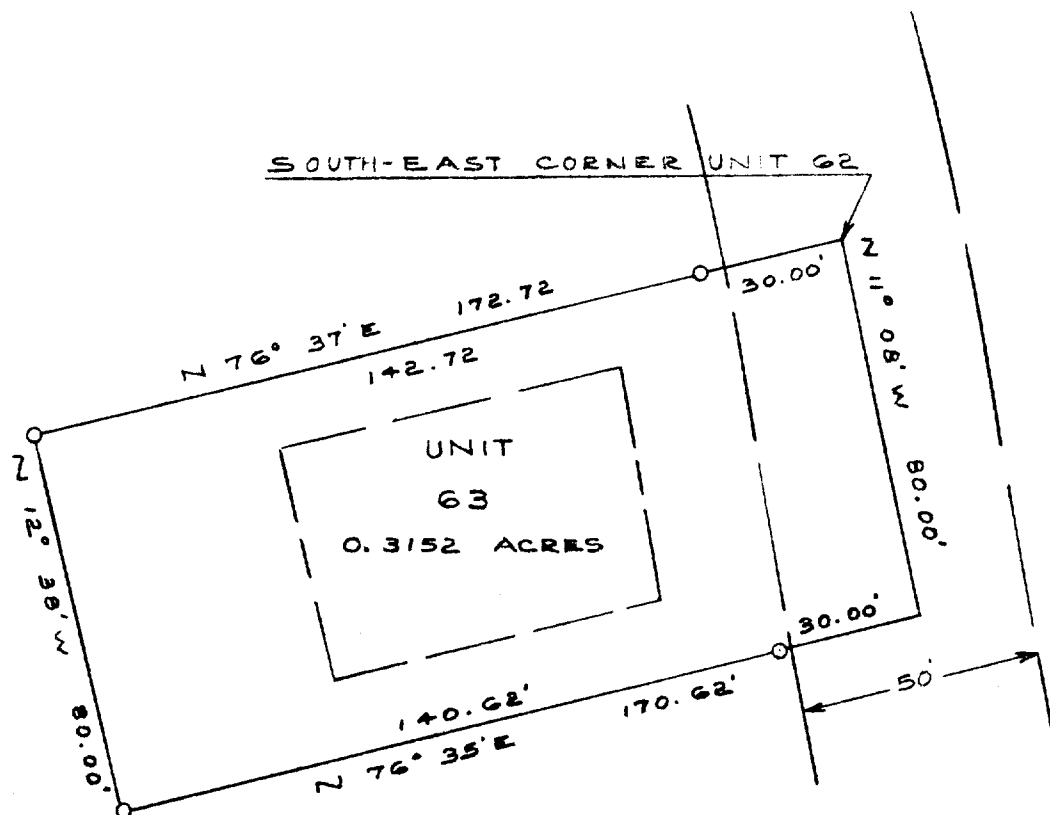 SOUTH-EAST CORNER UNIT 62
30.00'
N 11° 08' W 80.00'
172.72
N 76° 37' E
142.72
UNIT
63
0.3152 ACRES
N 12° 38' W 80.00'
30.00'
50'
140.62'
170.62'
N 76° 35' E